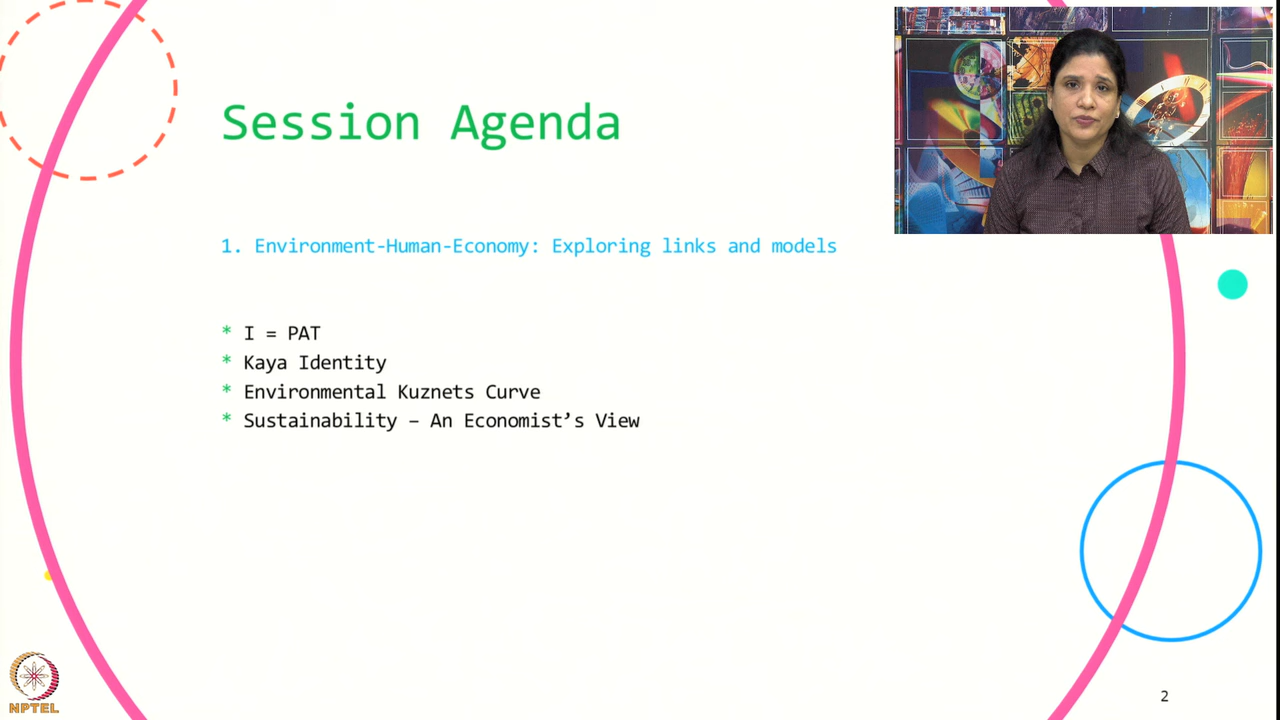 Session Agenda
1. Environment-Human-Economy: Exploring links and models
* I = PAT
* Kaya Identity
* Environmental Kuznets Curve
* Sustainability – An Economist’s View
NPTEL
2